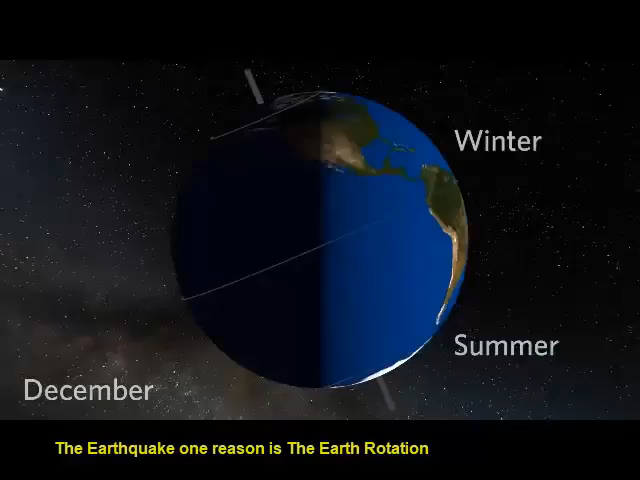 Winter
Summer
December
The Earthquake one reason is The Earth Rotation